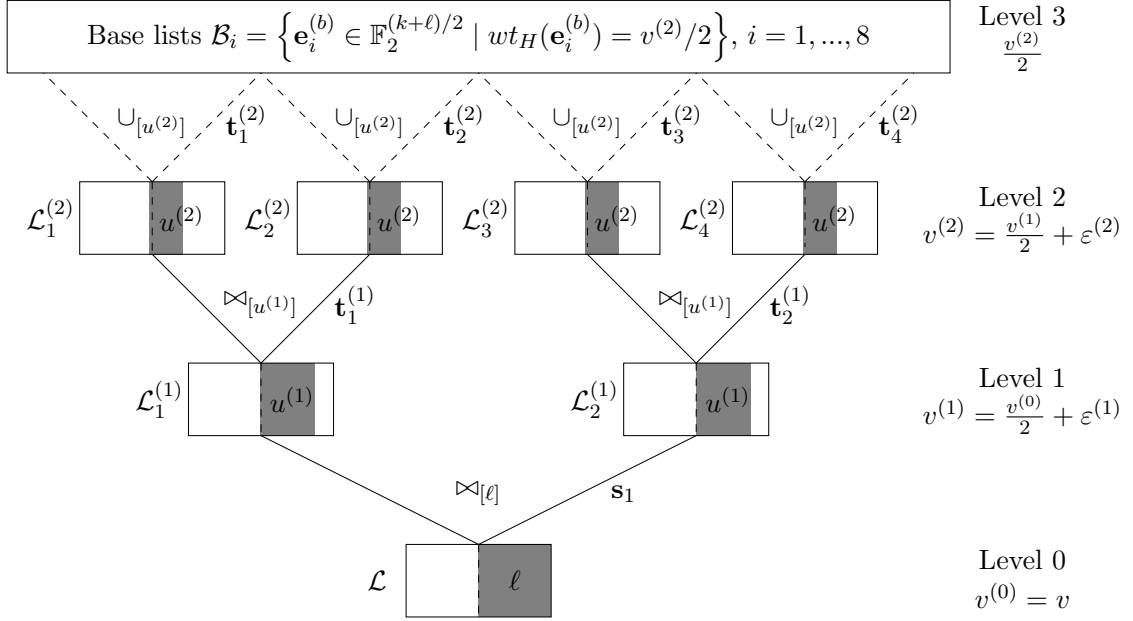 Base lists $\mathcal{B}_i = \left\{ \mathbf{e}_i^{(b)} \in \mathbb{F}_2^{(k+\ell)/2} \mid wt_H(\mathbf{e}_i^{(b)}) = v^{(2)}/2 \right\}$, $i = 1, ..., 8$
Level 3
$\frac{v^{(2)}}{2}$
$\cup_{[u^{(2)}]}$ $\mathbf{t}_1^{(2)}$ $\cup_{[u^{(2)}]}$ $\mathbf{t}_2^{(2)}$ $\cup_{[u^{(2)}]}$ $\mathbf{t}_3^{(2)}$ $\cup_{[u^{(2)}]}$ $\mathbf{t}_4^{(2)}$
$\mathcal{L}_1^{(2)}$ $u^{(2)}$ $\mathcal{L}_2^{(2)}$ $u^{(2)}$ $\mathcal{L}_3^{(2)}$ $u^{(2)}$ $\mathcal{L}_4^{(2)}$ $u^{(2)}$
Level 2
$v^{(2)} = \frac{v^{(1)}}{2} + \varepsilon^{(2)}$
$\bowtie_{[u^{(1)}]}$ $\mathbf{t}_1^{(1)}$ $\bowtie_{[u^{(1)}]}$ $\mathbf{t}_2^{(1)}$
$\mathcal{L}_1^{(1)}$ $u^{(1)}$ $\mathcal{L}_2^{(1)}$ $u^{(1)}$
Level 1
$v^{(1)} = \frac{v^{(0)}}{2} + \varepsilon^{(1)}$
$\bowtie_{[\ell]}$ $\mathbf{s}_1$
$\mathcal{L}$ $\ell$
Level 0
$v^{(0)} = v$